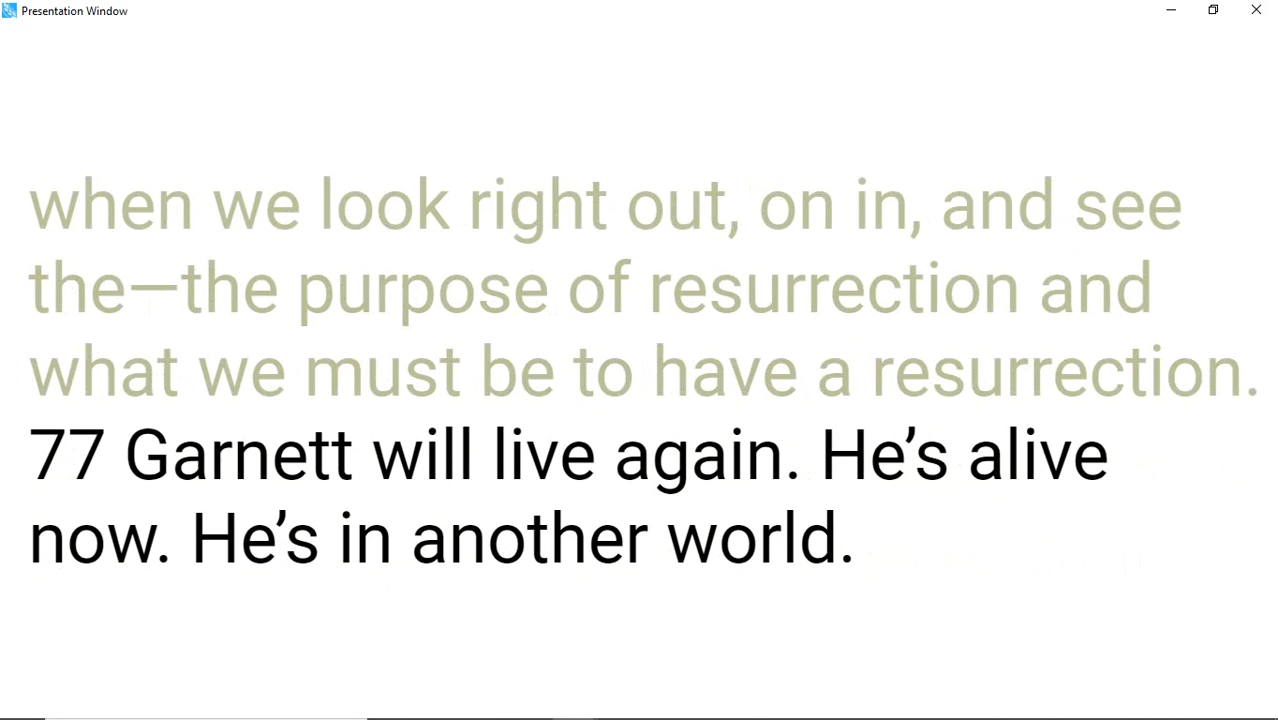 Presentation Window
when we look right out, on in, and see
the—the purpose of resurrection and
what we must be to have a resurrection.
77 Garnett will live again. He’s alive
now. He’s in another world.